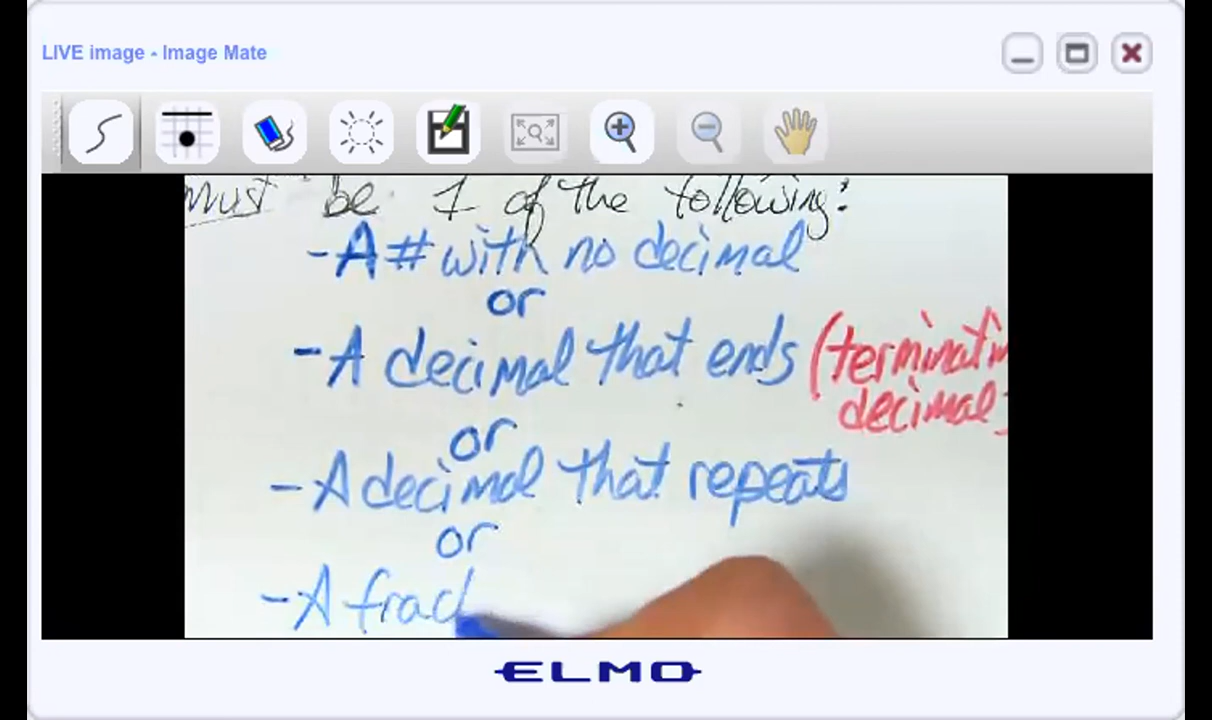 LIVE image - Image Mate
must be 1 of the following:
-A # with no decimal
or
-A decimal that ends (terminatin
decimal
or
-A decimal that repeats
or
-A fract
ELMO